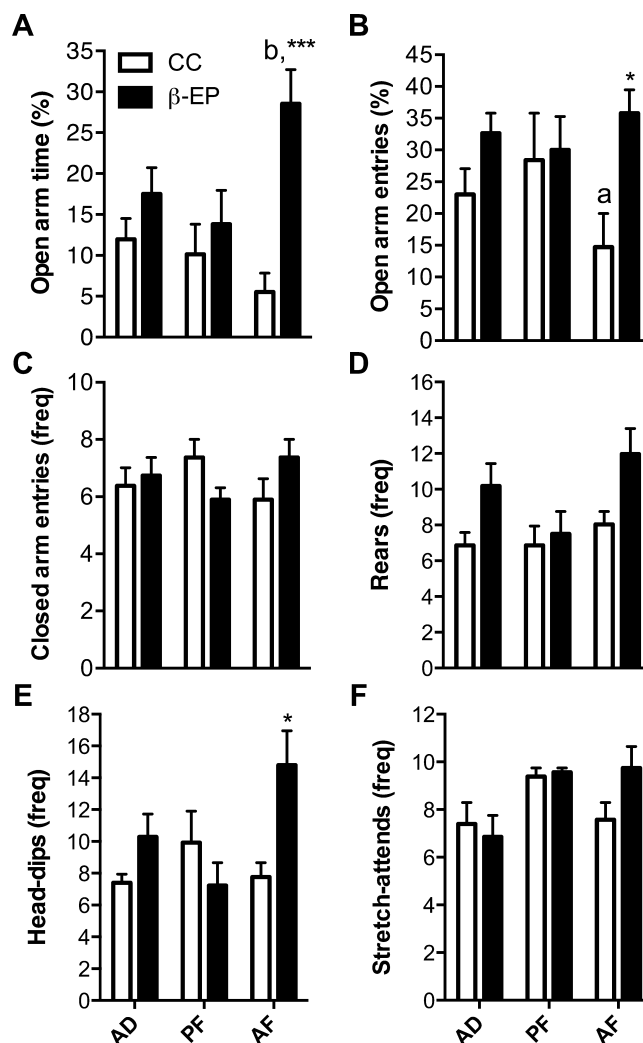 A
Open arm time (%)
35
30
25
20
15
10
5
0
CC
β-EP
b,***
B
Open arm entries (%)
45
40
35
30
25
20
15
10
5
0
a
*
C
Closed arm entries (freq)
10
8
6
4
2
0
D
Rears (freq)
16
14
12
10
8
6
4
2
0
E
Head-dips (freq)
18
16
14
12
10
8
6
4
2
0
*
AD
PF
AF
F
Stretch-attends (freq)
12
10
8
6
4
2
0
AD
PF
AF